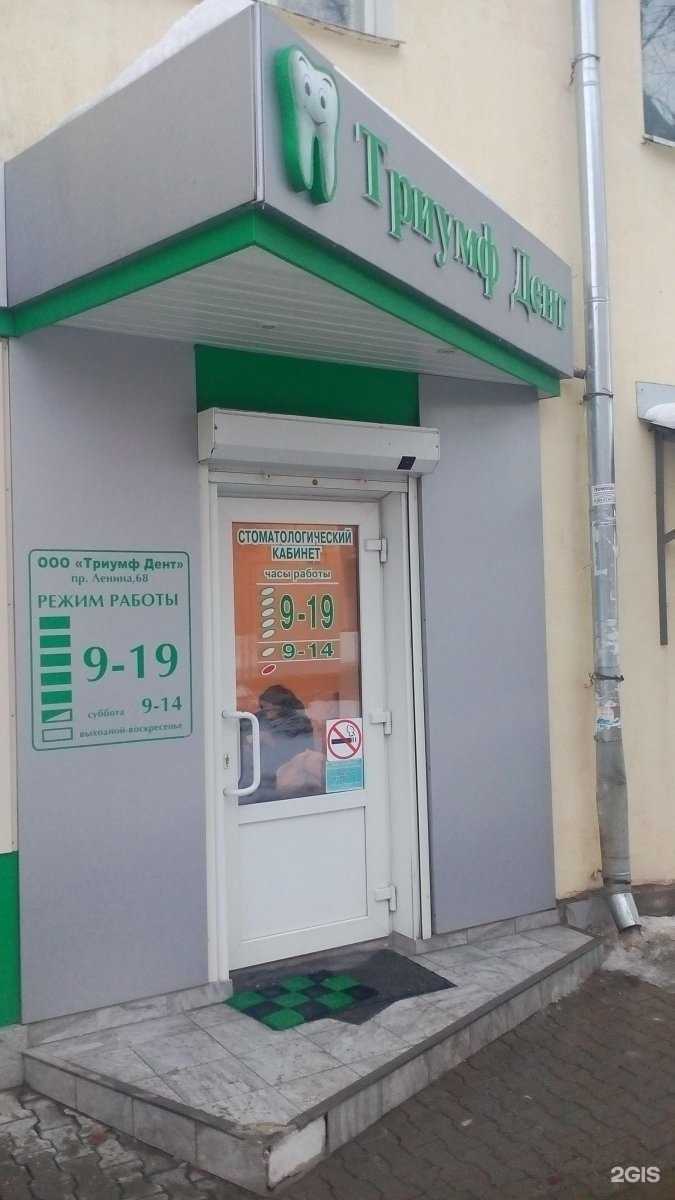 Триумф Дент
СТОМАТОЛОГИЧЕСКИЙ
КАБИНЕТ
часы работы
9-19
9-14
ООО «Триумф Дент»
пр. Ленина,68
РЕЖИМ РАБОТЫ
9-19
суббота 9-14
выходной-воскресенье
2GIS